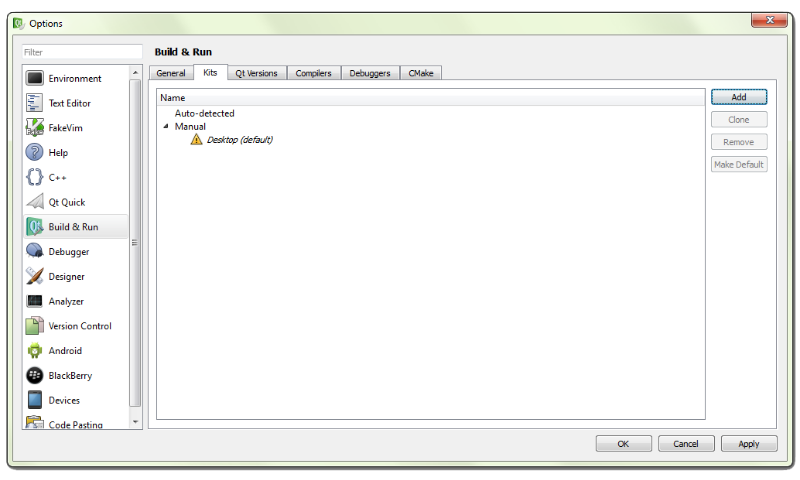 Options
Filter
Build & Run
General Kits Qt Versions Compilers Debuggers CMake
Environment
Text Editor
FakeVim
Help
C++
Qt Quick
Build & Run
Debugger
Designer
Analyzer
Version Control
Android
BlackBerry
Devices
Code Pasting
Name
Auto-detected
Manual
Desktop (default)
Add
Clone
Remove
Make Default
OK Cancel Apply